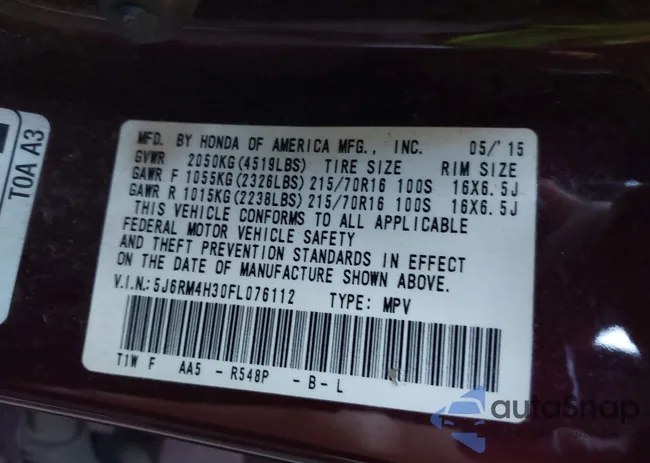 TOA A3
MFD. BY HONDA OF AMERICA MFG., INC. 05/'15
GVWR 2050KG(4519LBS) TIRE SIZE RIM SIZE
GAWR F 1055KG(2326LBS) 215/70R16 100S 16X6.5J
GAWR R 1015KG(2238LBS) 215/70R16 100S 16X6.5J
THIS VEHICLE CONFORMS TO ALL APPLICABLE
FEDERAL MOTOR VEHICLE SAFETY
AND THEFT PREVENTION STANDARDS IN EFFECT
ON THE DATE OF MANUFACTURE SHOWN ABOVE.
V.I.N.: 5J6RM4H30FL076112 TYPE: MPV
T1W F AA5 - R548P - B - L
autoSnap